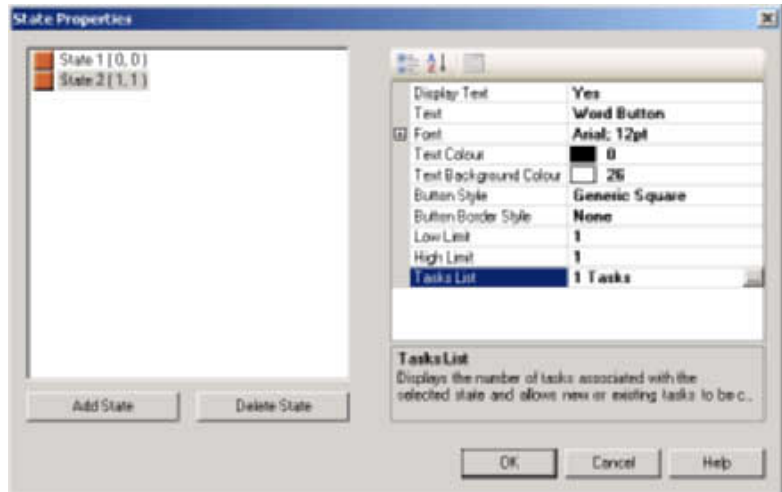 State Properties
State 1 ( 0, 0 )
State 2 ( 1, 1 )
Add State
Delete State
Display Text Yes
Text Word Button
Font Arial; 12pt
Text Colour 0
Text Background Colour 26
Button Style Generic Square
Button Border Style None
Low Limit 1
High Limit 1
Tasks List 1 Tasks
Tasks List
Displays the number of tasks associated with the
selected state and allows new or existing tasks to be c...
OK
Cancel
Help